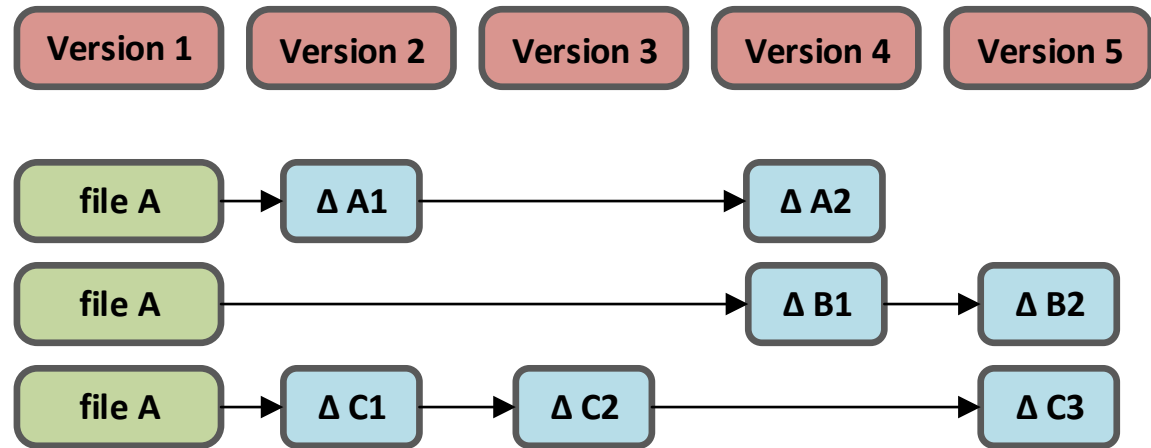 Version 1 Version 2 Version 3 Version 4 Version 5
file A Δ A1 Δ A2
file A Δ B1 Δ B2
file A Δ C1 Δ C2 Δ C3